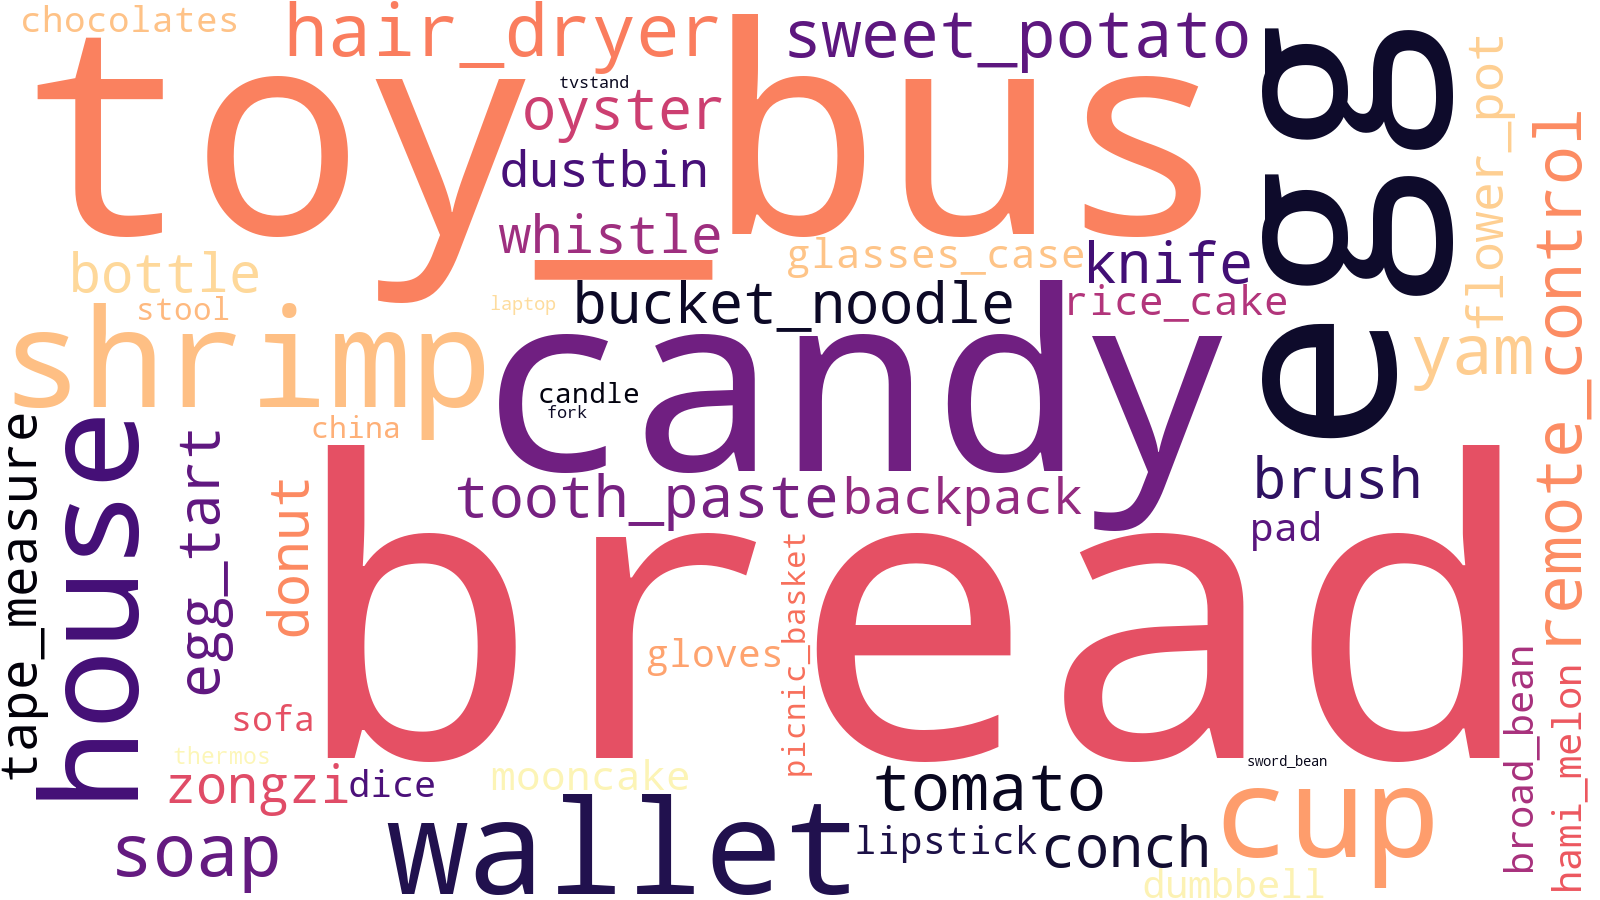 chocolates
hair_dryer
sweet_potato
toy_bus
egg
tvstand
oyster
flower_pot
remote_control
dustbin
whistle
glasses_case
knife
bottle
stool
laptop
bucket_noodle
rice_cake
shrimp
candy
yam
candle
fork
china
tape_measure
house
egg_tart
donut
tooth_paste
backpack
brush
pad
bread
picnic_basket
gloves
broad_bean
hami_melon
sofa
thermos
sword_bean
zongzi
dice
mooncake
tomato
cup
soap
wallet
lipstick
conch
dumbbell